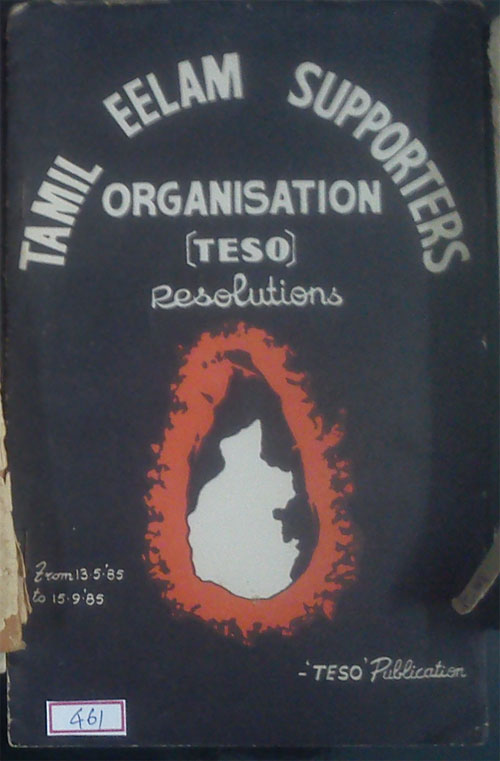 TAMIL EELAM SUPPORTERS
ORGANISATION
[TESO]
Resolutions
From 13·5·'85
to 15·9·'85
-'TESO' Publication
461